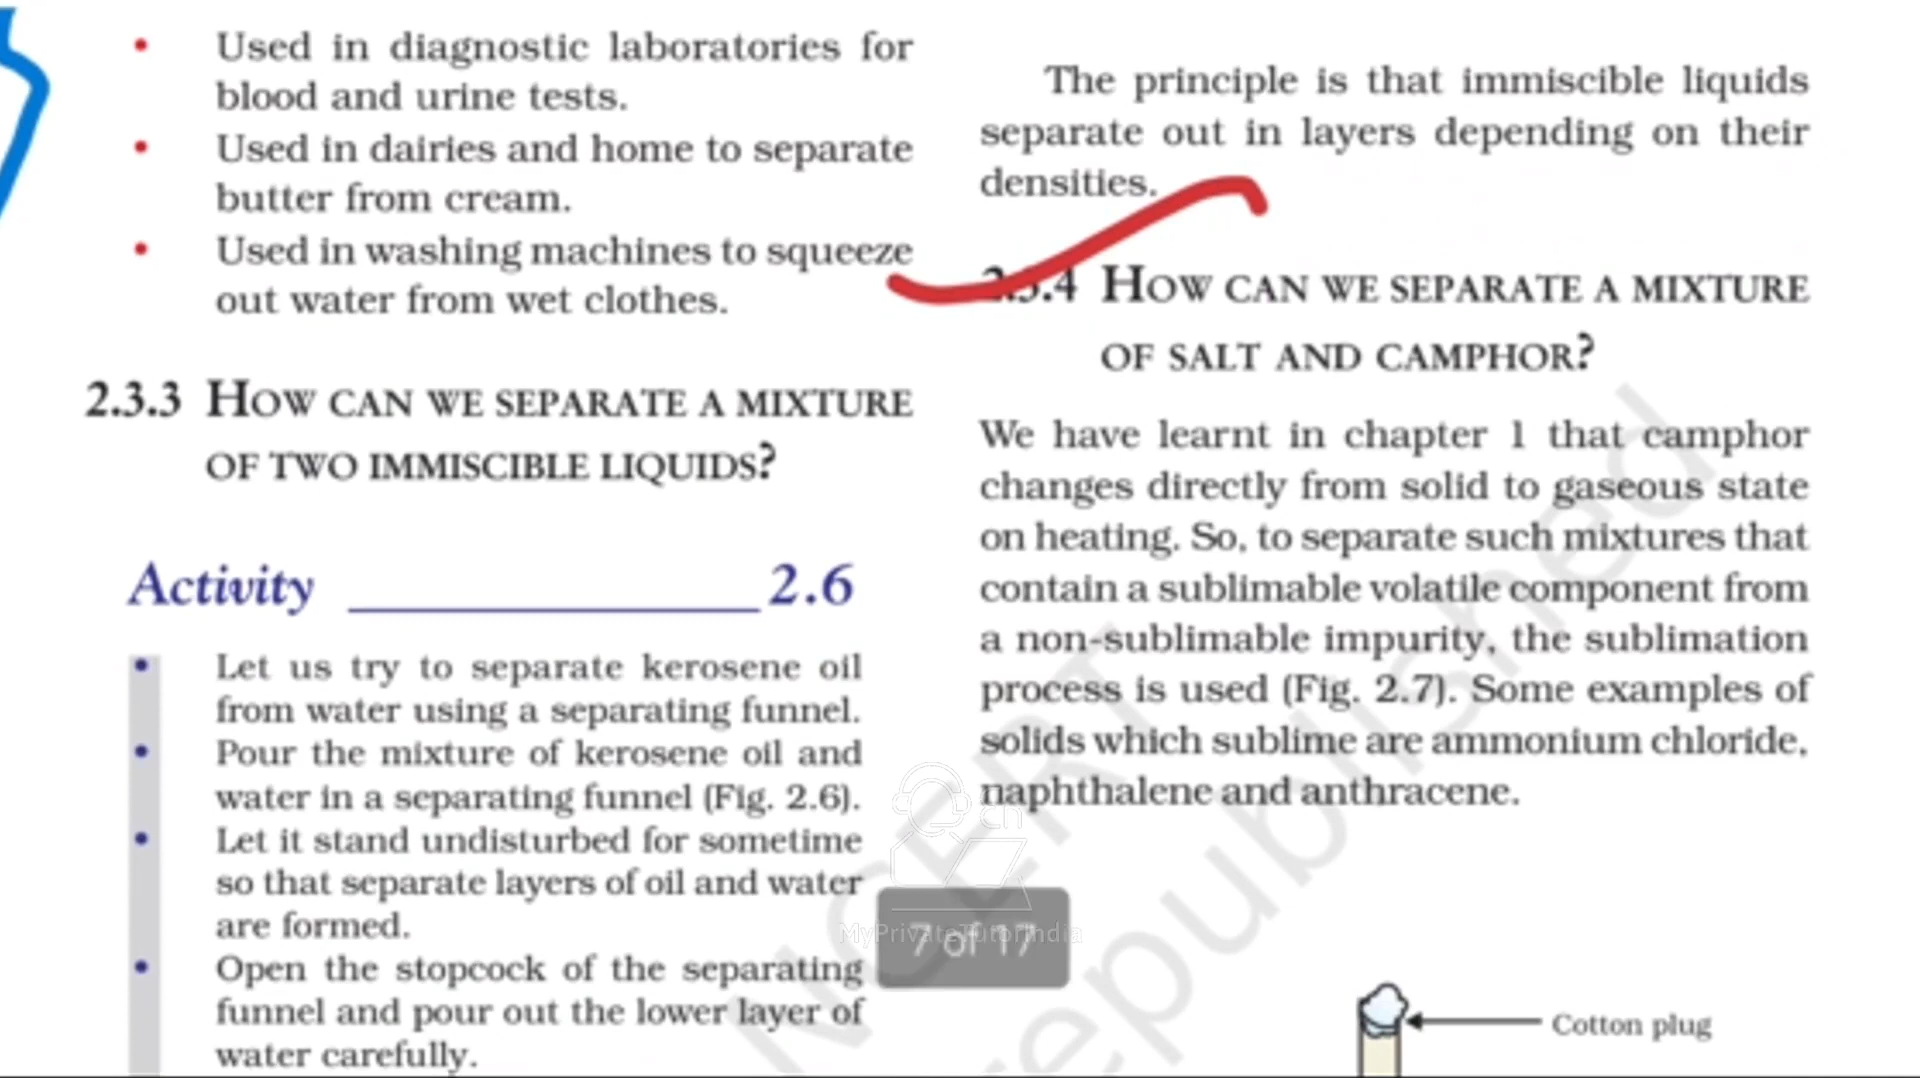 • Used in diagnostic laboratories for
blood and urine tests.
• Used in dairies and home to separate
butter from cream.
• Used in washing machines to squeeze
out water from wet clothes.
2.3.3 HOW CAN WE SEPARATE A MIXTURE
OF TWO IMMISCIBLE LIQUIDS?
Activity 2.6
• Let us try to separate kerosene oil
from water using a separating funnel.
• Pour the mixture of kerosene oil and
water in a separating funnel (Fig. 2.6).
• Let it stand undisturbed for sometime
so that separate layers of oil and water
are formed.
• Open the stopcock of the separating
funnel and pour out the lower layer of
water carefully.
The principle is that immiscible liquids
separate out in layers depending on their
densities.
2.3.4 HOW CAN WE SEPARATE A MIXTURE
OF SALT AND CAMPHOR?
We have learnt in chapter 1 that camphor
changes directly from solid to gaseous state
on heating. So, to separate such mixtures that
contain a sublimable volatile component from
a non-sublimable impurity, the sublimation
process is used (Fig. 2.7). Some examples of
solids which sublime are ammonium chloride,
naphthalene and anthracene.
Cotton plug
7 of 17
MyPrivateTutorIndia
NCERT
republished